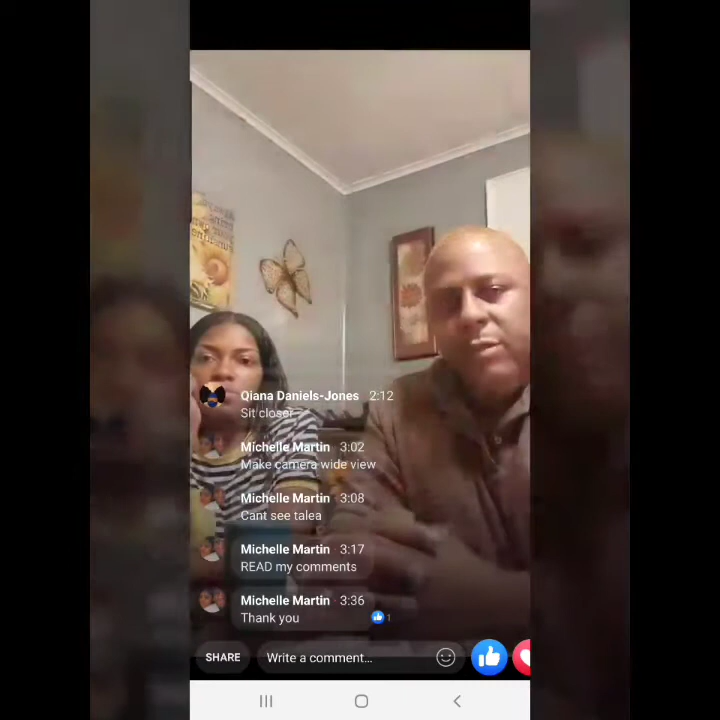 Qiana Daniels-Jones 2:12
Sit closer
Michelle Martin · 3:02
Make camera wide view
Michelle Martin · 3:08
Cant see talea
Michelle Martin · 3:17
READ my comments
Michelle Martin · 3:36
Thank you
1
SHARE
Write a comment...